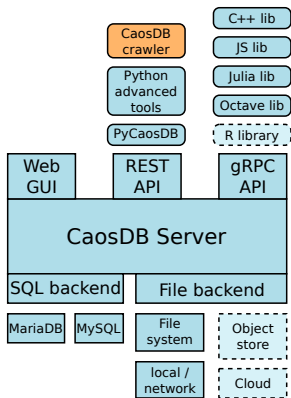 CaosDB
crawler
Python
advanced
tools
PyCaosDB
C++ lib
JS lib
Julia lib
Octave lib
R library
Web
GUI
REST
API
gRPC
API
CaosDB Server
SQL backend
File backend
MariaDB
MySQL
File
system
Object
store
local /
network
Cloud